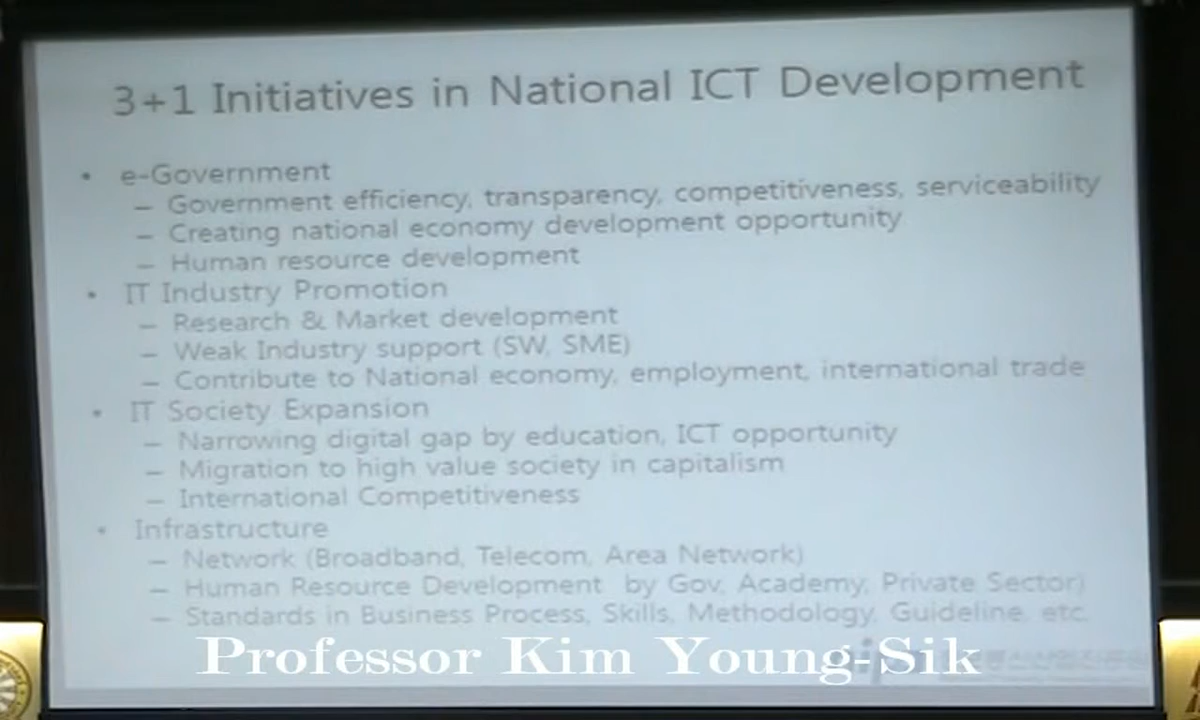 3+1 Initiatives in National ICT Development
• e-Government
– Government efficiency, transparency, competitiveness, serviceability
– Creating national economy development opportunity
– Human resource development
• IT Industry Promotion
– Research & Market development
– Weak Industry support (SW, SME)
– Contribute to National economy, employment, international trade
• IT Society Expansion
– Narrowing digital gap by education, ICT opportunity
– Migration to high value society in capitalism
– International Competitiveness
• Infrastructure
– Network (Broadband, Telecom, Area Network)
– Human Resource Development by Gov, Academy, Private Sector)
– Standards in Business Process, Skills, Methodology, Guideline, etc.
Professor Kim Young-Sik